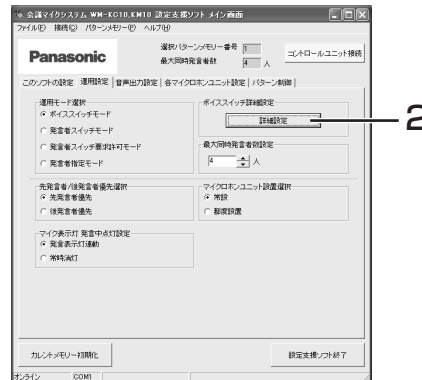 会議マイクシステム WM-KC10,KM10 設定支援ソフト メイン画面
ファイル(F) 接続(C) パターンメモリー(P) ヘルプ(H)
Panasonic
選択パターンメモリー番号 1
最大同時発言者数 4 人
コントロールユニット接続
このソフトの設定 運用設定 音声出力設定 各マイクロホンユニット設定 パターン制御
運用モード選択
ボイススイッチモード
発言者スイッチモード
発言者スイッチ要求許可モード
発言者指定モード
ボイススイッチ詳細設定
詳細設定
2
最大同時発言者数設定
4 人
先発言者/後発言者優先選択
先発言者優先
後発言者優先
マイクロホンユニット設置選択
常設
都度設置
マイク表示灯 発言中点灯設定
発言表示灯連動
常時消灯
カレントメモリー初期化
設定支援ソフト終了
オンライン COM1